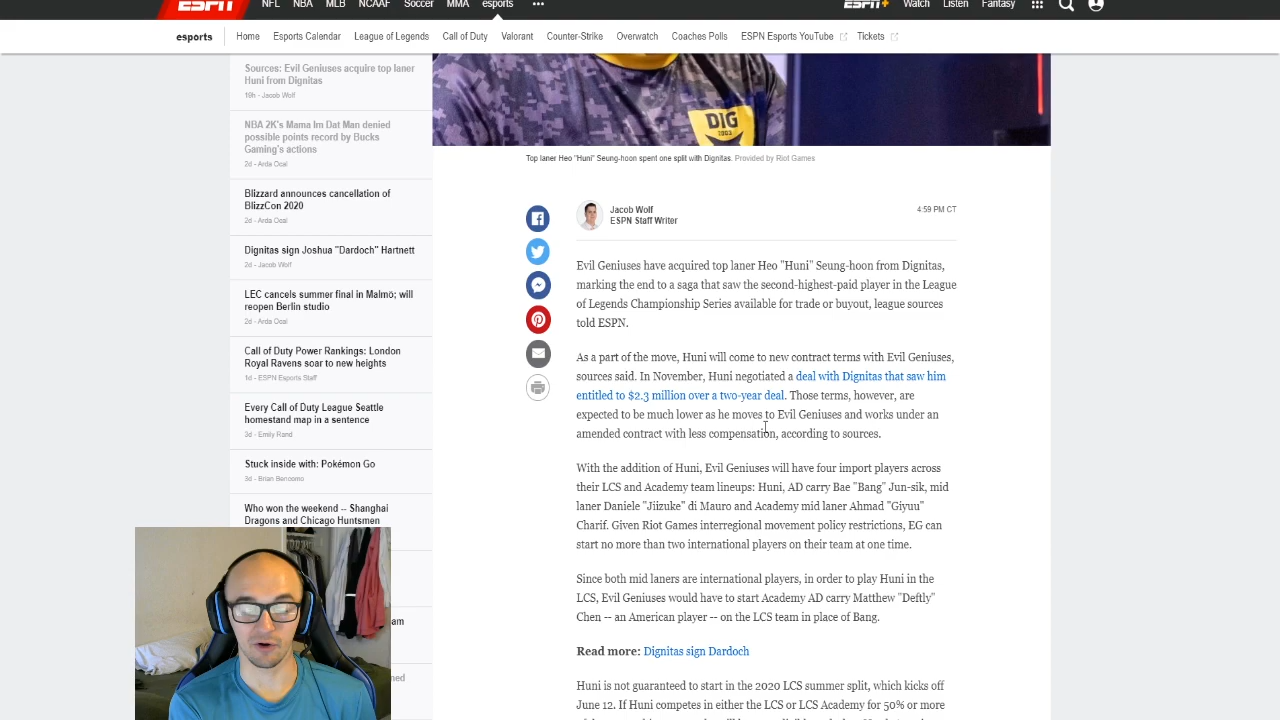 ESPN
NFL NBA MLB NCAAF Soccer MMA esports ••• ESPN+ Watch Listen Fantasy
esports Home Esports Calendar League of Legends Call of Duty Valorant Counter-Strike Overwatch Coaches Polls ESPN Esports YouTube Tickets
Sources: Evil Geniuses acquire top laner
Huni from Dignitas
19h - Jacob Wolf
NBA 2K's Mama Im Dat Man denied
possible points record by Bucks
Gaming's actions
2d - Arda Ocal
Blizzard announces cancellation of
BlizzCon 2020
2d - Arda Ocal
Dignitas sign Joshua "Dardoch" Hartnett
2d - Jacob Wolf
LEC cancels summer final in Malmö; will
reopen Berlin studio
2d - Arda Ocal
Call of Duty Power Rankings: London
Royal Ravens soar to new heights
1d - ESPN Esports Staff
Every Call of Duty League Seattle
homestand map in a sentence
3d - Emily Rand
Stuck inside with: Pokémon Go
3d - Brian Bencomo
Who won the weekend -- Shanghai
Dragons and Chicago Huntsmen
am
ned
DIG
2003
Top laner Heo "Huni" Seung-hoon spent one split with Dignitas. Provided by Riot Games
Jacob Wolf
ESPN Staff Writer
4:59 PM CT
Evil Geniuses have acquired top laner Heo "Huni" Seung-hoon from Dignitas,
marking the end to a saga that saw the second-highest-paid player in the League
of Legends Championship Series available for trade or buyout, league sources
told ESPN.
As a part of the move, Huni will come to new contract terms with Evil Geniuses,
sources said. In November, Huni negotiated a deal with Dignitas that saw him
entitled to $2.3 million over a two-year deal. Those terms, however, are
expected to be much lower as he moves to Evil Geniuses and works under an
amended contract with less compensation, according to sources.
With the addition of Huni, Evil Geniuses will have four import players across
their LCS and Academy team lineups: Huni, AD carry Bae "Bang" Jun-sik, mid
laner Daniele "Jiizuke" di Mauro and Academy mid laner Ahmad "Giyuu"
Charif. Given Riot Games interregional movement policy restrictions, EG can
start no more than two international players on their team at one time.
Since both mid laners are international players, in order to play Huni in the
LCS, Evil Geniuses would have to start Academy AD carry Matthew "Deftly"
Chen -- an American player -- on the LCS team in place of Bang.
Read more: Dignitas sign Dardoch
Huni is not guaranteed to start in the 2020 LCS summer split, which kicks off
June 12. If Huni competes in either the LCS or LCS Academy for 50% or more